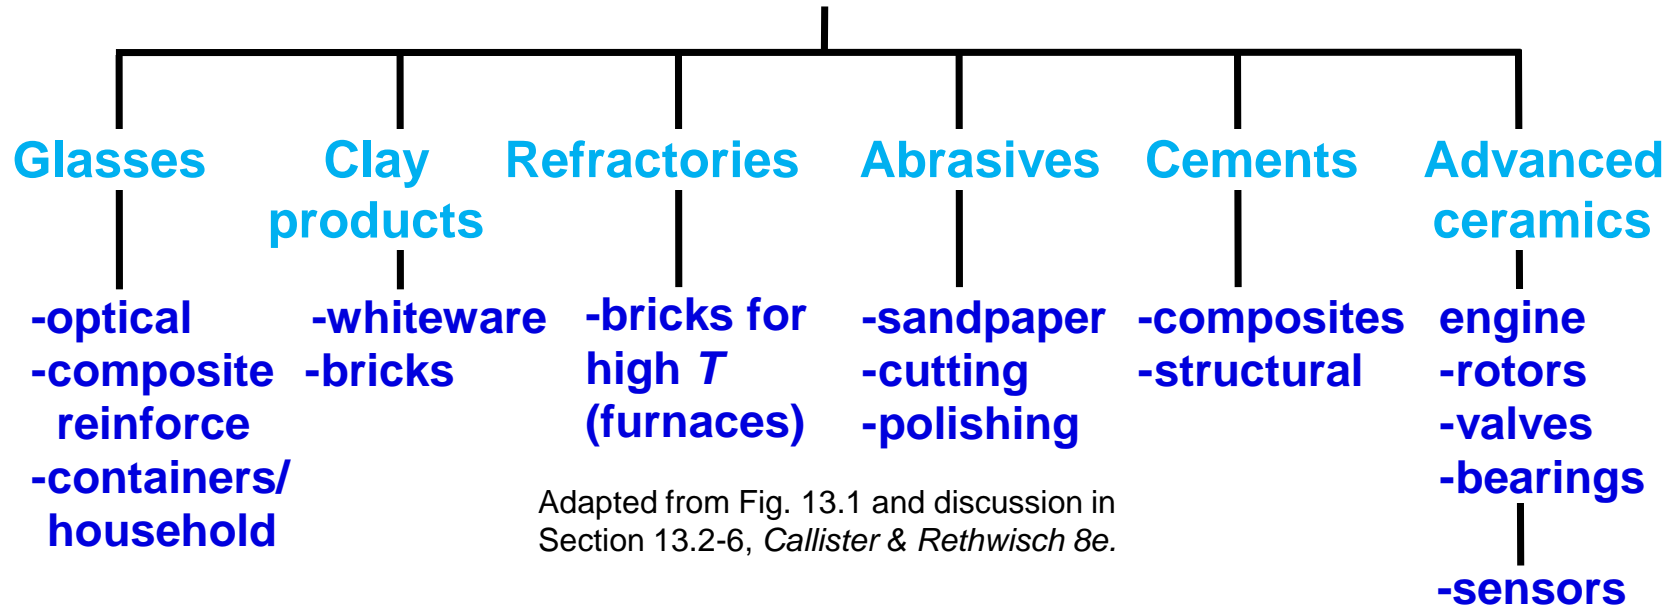 Glasses
Clay
products
Refractories
Abrasives
Cements
Advanced
ceramics
-optical
-composite
reinforce
-containers/
household
-whiteware
-bricks
-bricks for
high T
(furnaces)
-sandpaper
-cutting
-polishing
-composites
-structural
engine
-rotors
-valves
-bearings
-sensors
Adapted from Fig. 13.1 and discussion in
Section 13.2-6, Callister & Rethwisch 8e.